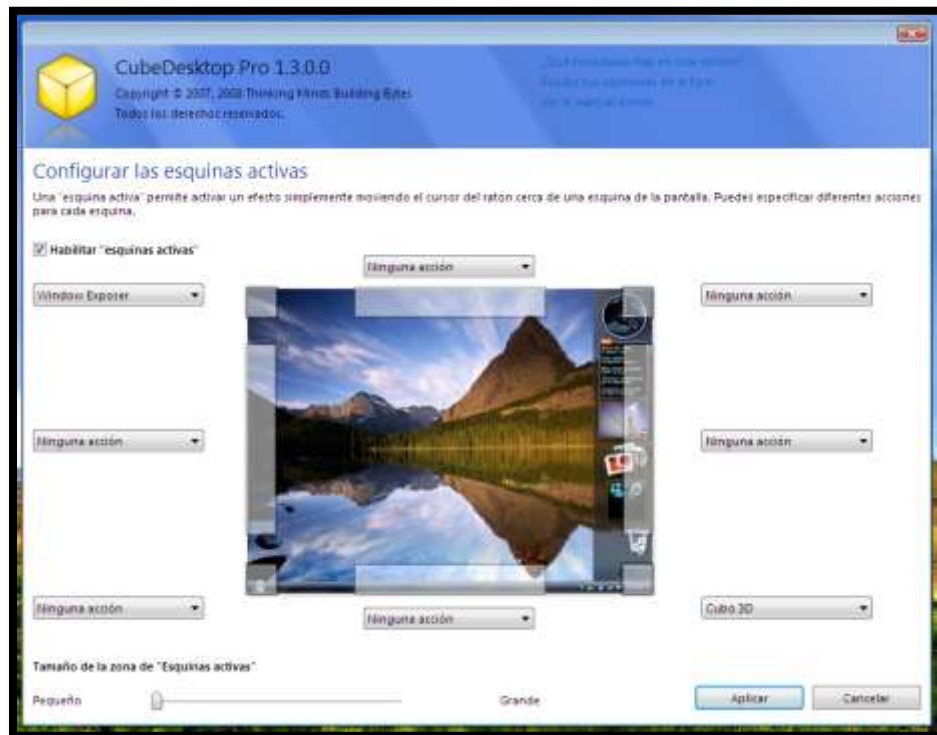 CubeDesktop Pro 1.3.0.0
Copyright © 2007, 2008 Thinking Minds Building Bytes
Todos los derechos reservados.
Configurar las esquinas activas
Una "esquina activa" permite activar un efecto simplemente moviendo el cursor del ratón cerca de una esquina de la pantalla. Puedes especificar diferentes acciones
para cada esquina.
Habilitar "esquinas activas"
Ninguna acción
Window Exposer
Ninguna acción
Ninguna acción
Ninguna acción
Ninguna acción
Ninguna acción
Cubo 3D
Tamaño de la zona de "Esquinas activas"
Pequeño
Grande
Aplicar
Cancelar